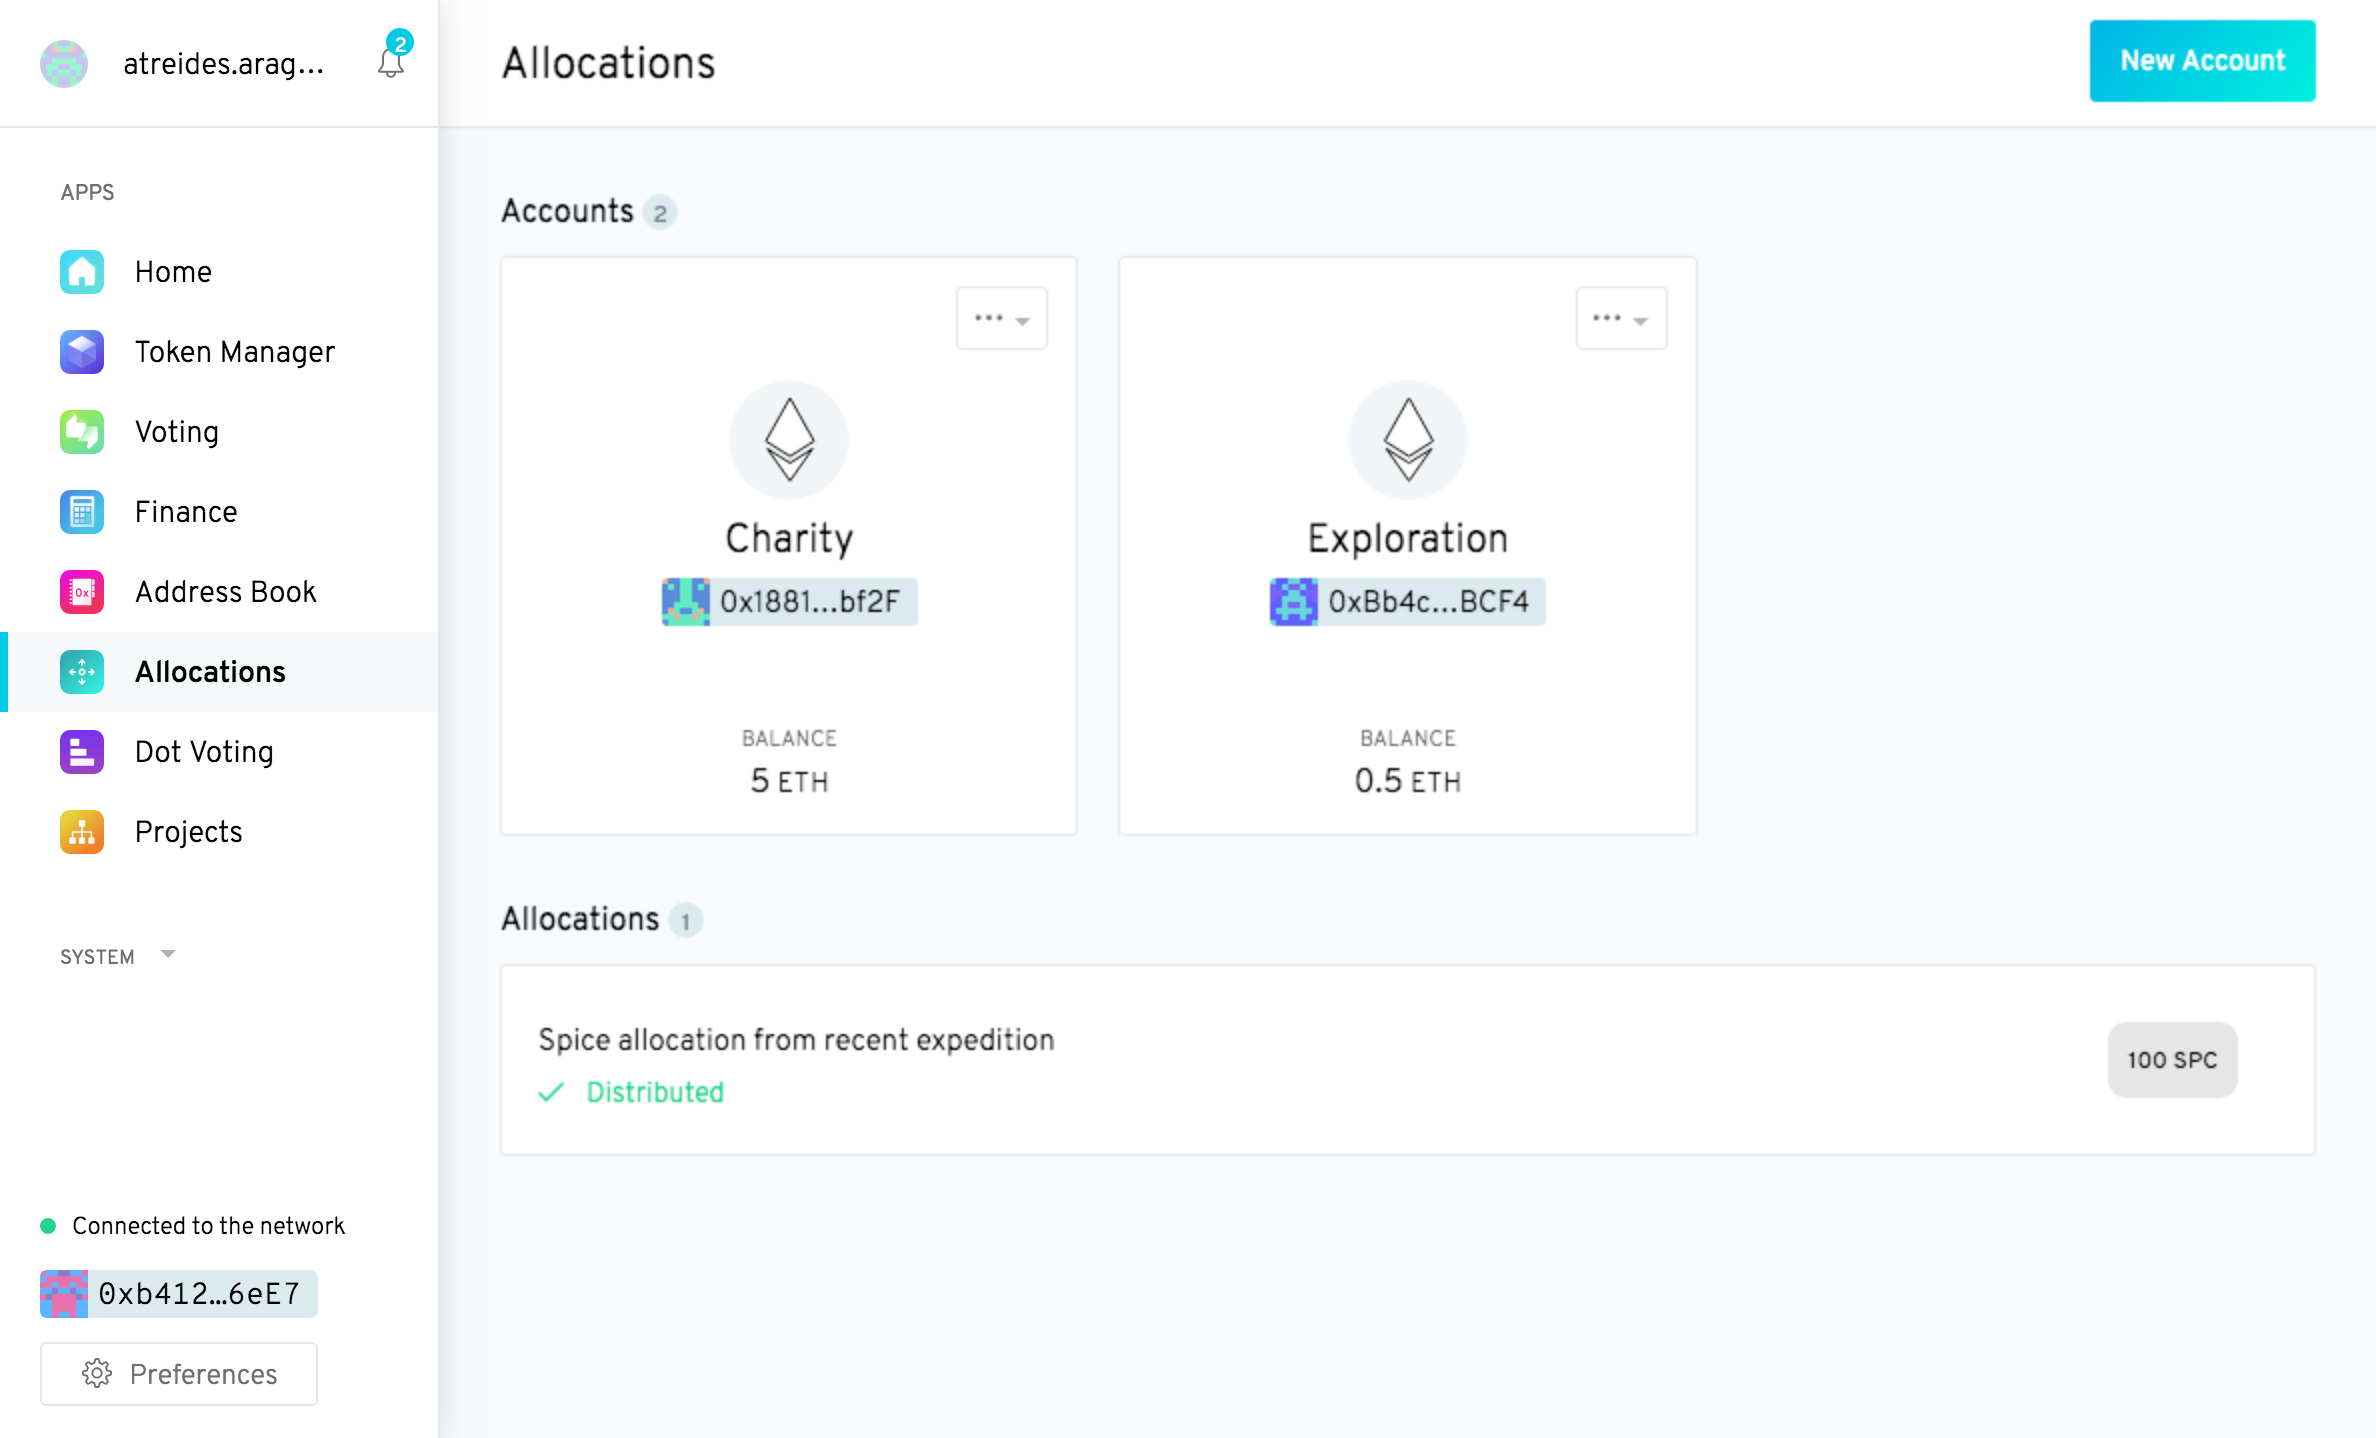 atreides.arag...
2
APPS
Home
Token Manager
Voting
Finance
0x
Address Book
Allocations
Dot Voting
Projects
SYSTEM
Connected to the network
0xb412…6eE7
Preferences
Allocations
New Account
Accounts 2
Charity
0x1881...bf2F
BALANCE
5 ETH
Exploration
0xBb4c...BCF4
BALANCE
0.5 ETH
Allocations 1
Spice allocation from recent expedition
Distributed
100 SPC